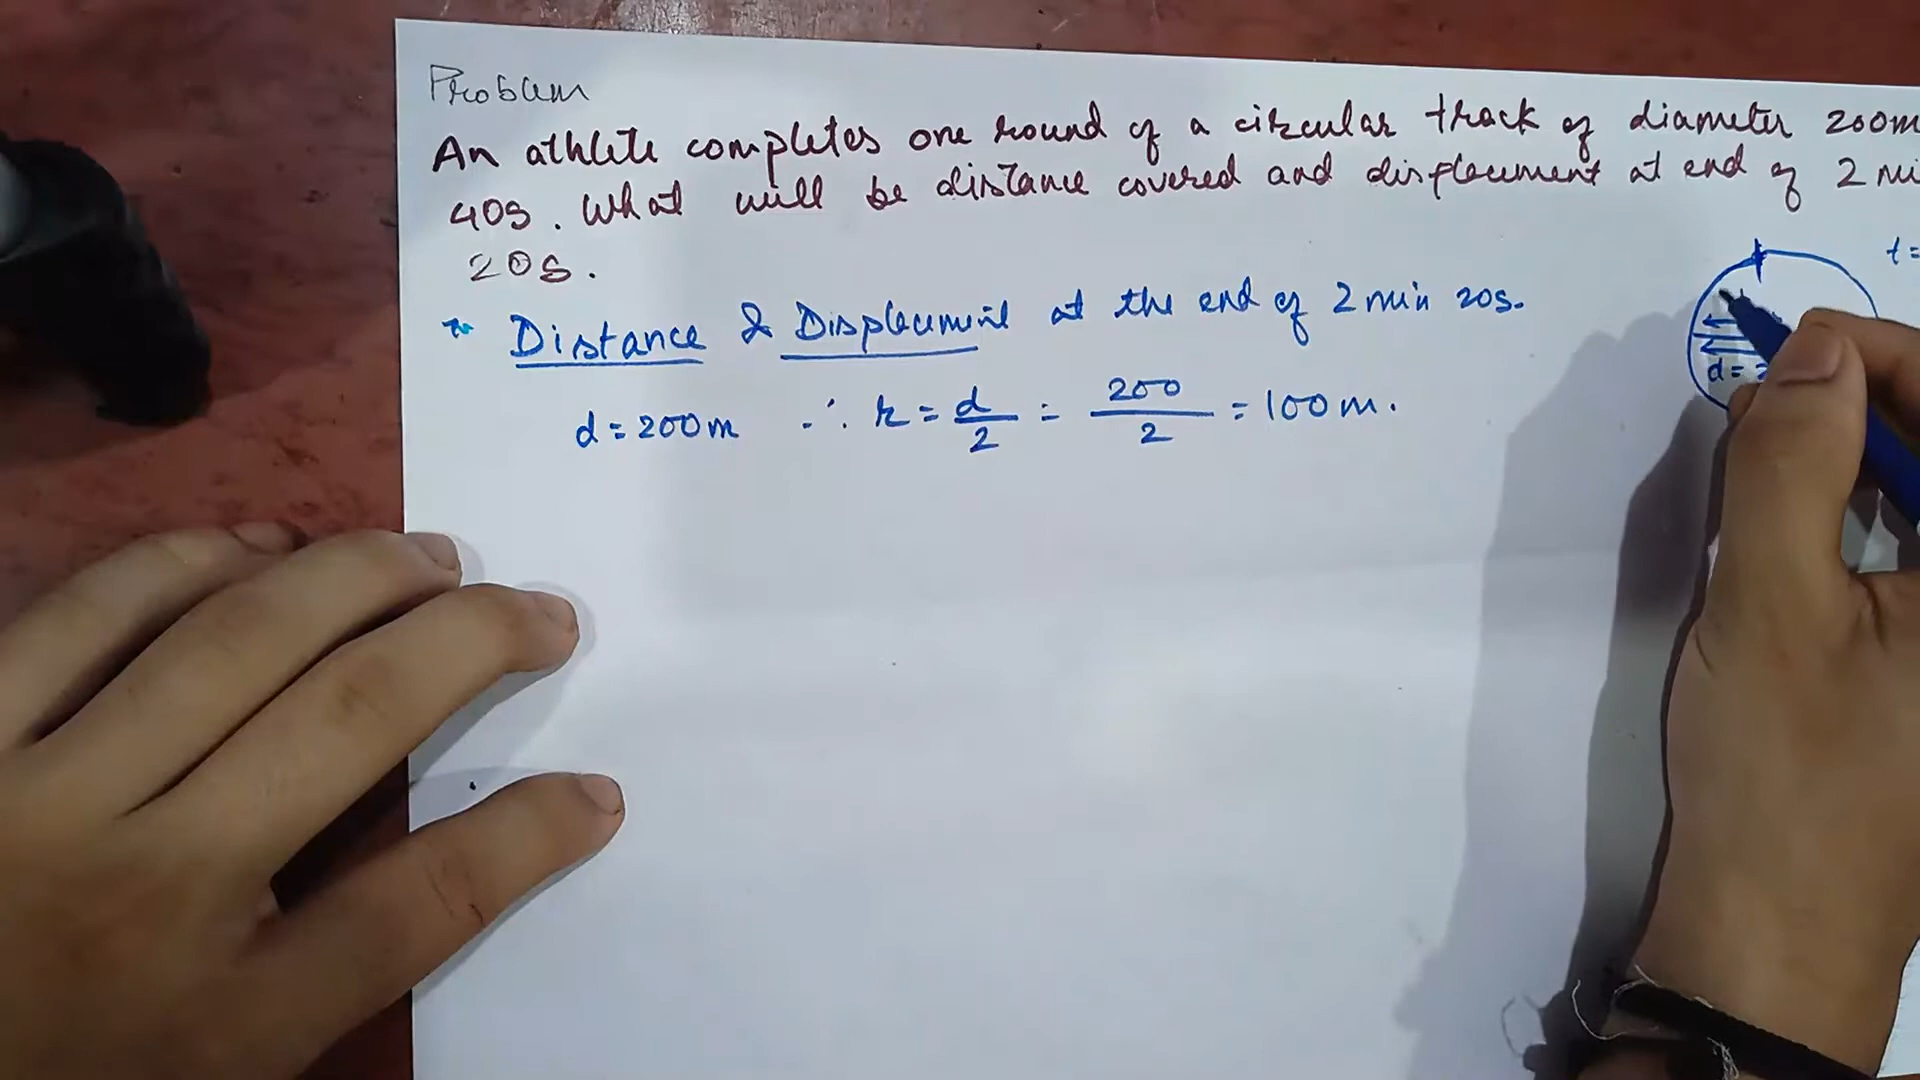 Problem
An athlete completes one round of a circular track of diameter 200m
40s. What will be distance covered and displacement at end of 2 mi
20s.
Distance & Displacement at the end of 2 min 20s.
t=
d=200m ∴ r = d/2 = 200/2 = 100m.
d=